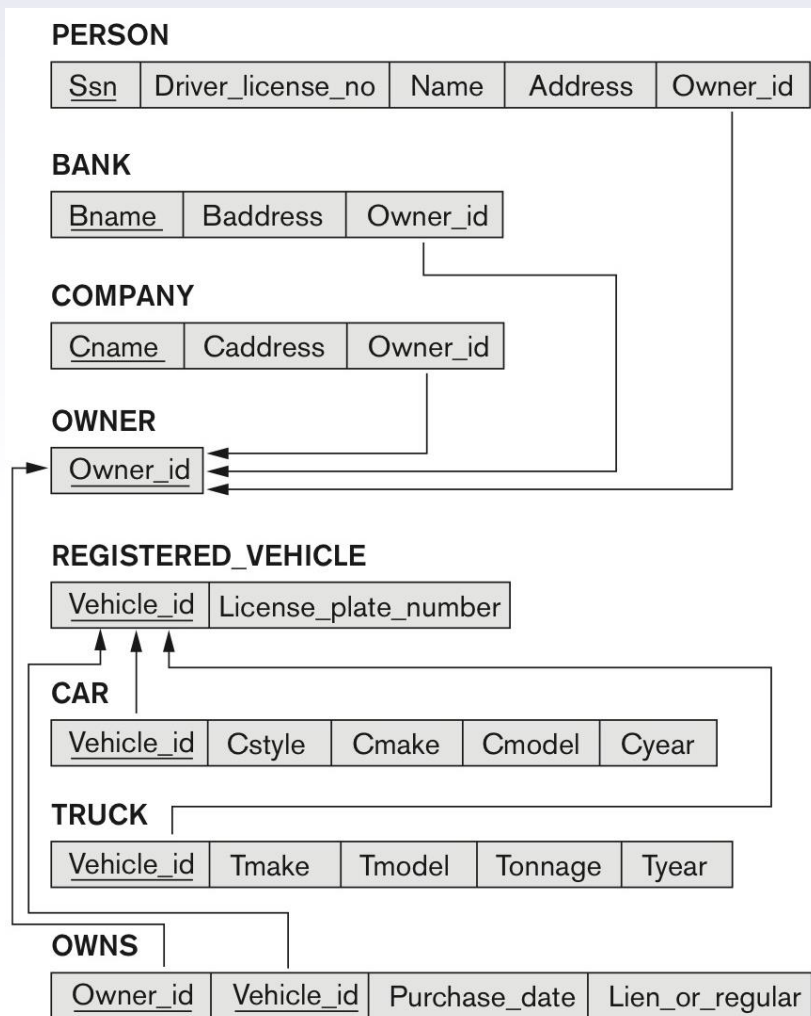 PERSON
Ssn Driver_license_no Name Address Owner_id
BANK
Bname Baddress Owner_id
COMPANY
Cname Caddress Owner_id
OWNER
Owner_id
REGISTERED_VEHICLE
Vehicle_id License_plate_number
CAR
Vehicle_id Cstyle Cmake Cmodel Cyear
TRUCK
Vehicle_id Tmake Tmodel Tonnage Tyear
OWNS
Owner_id Vehicle_id Purchase_date Lien_or_regular